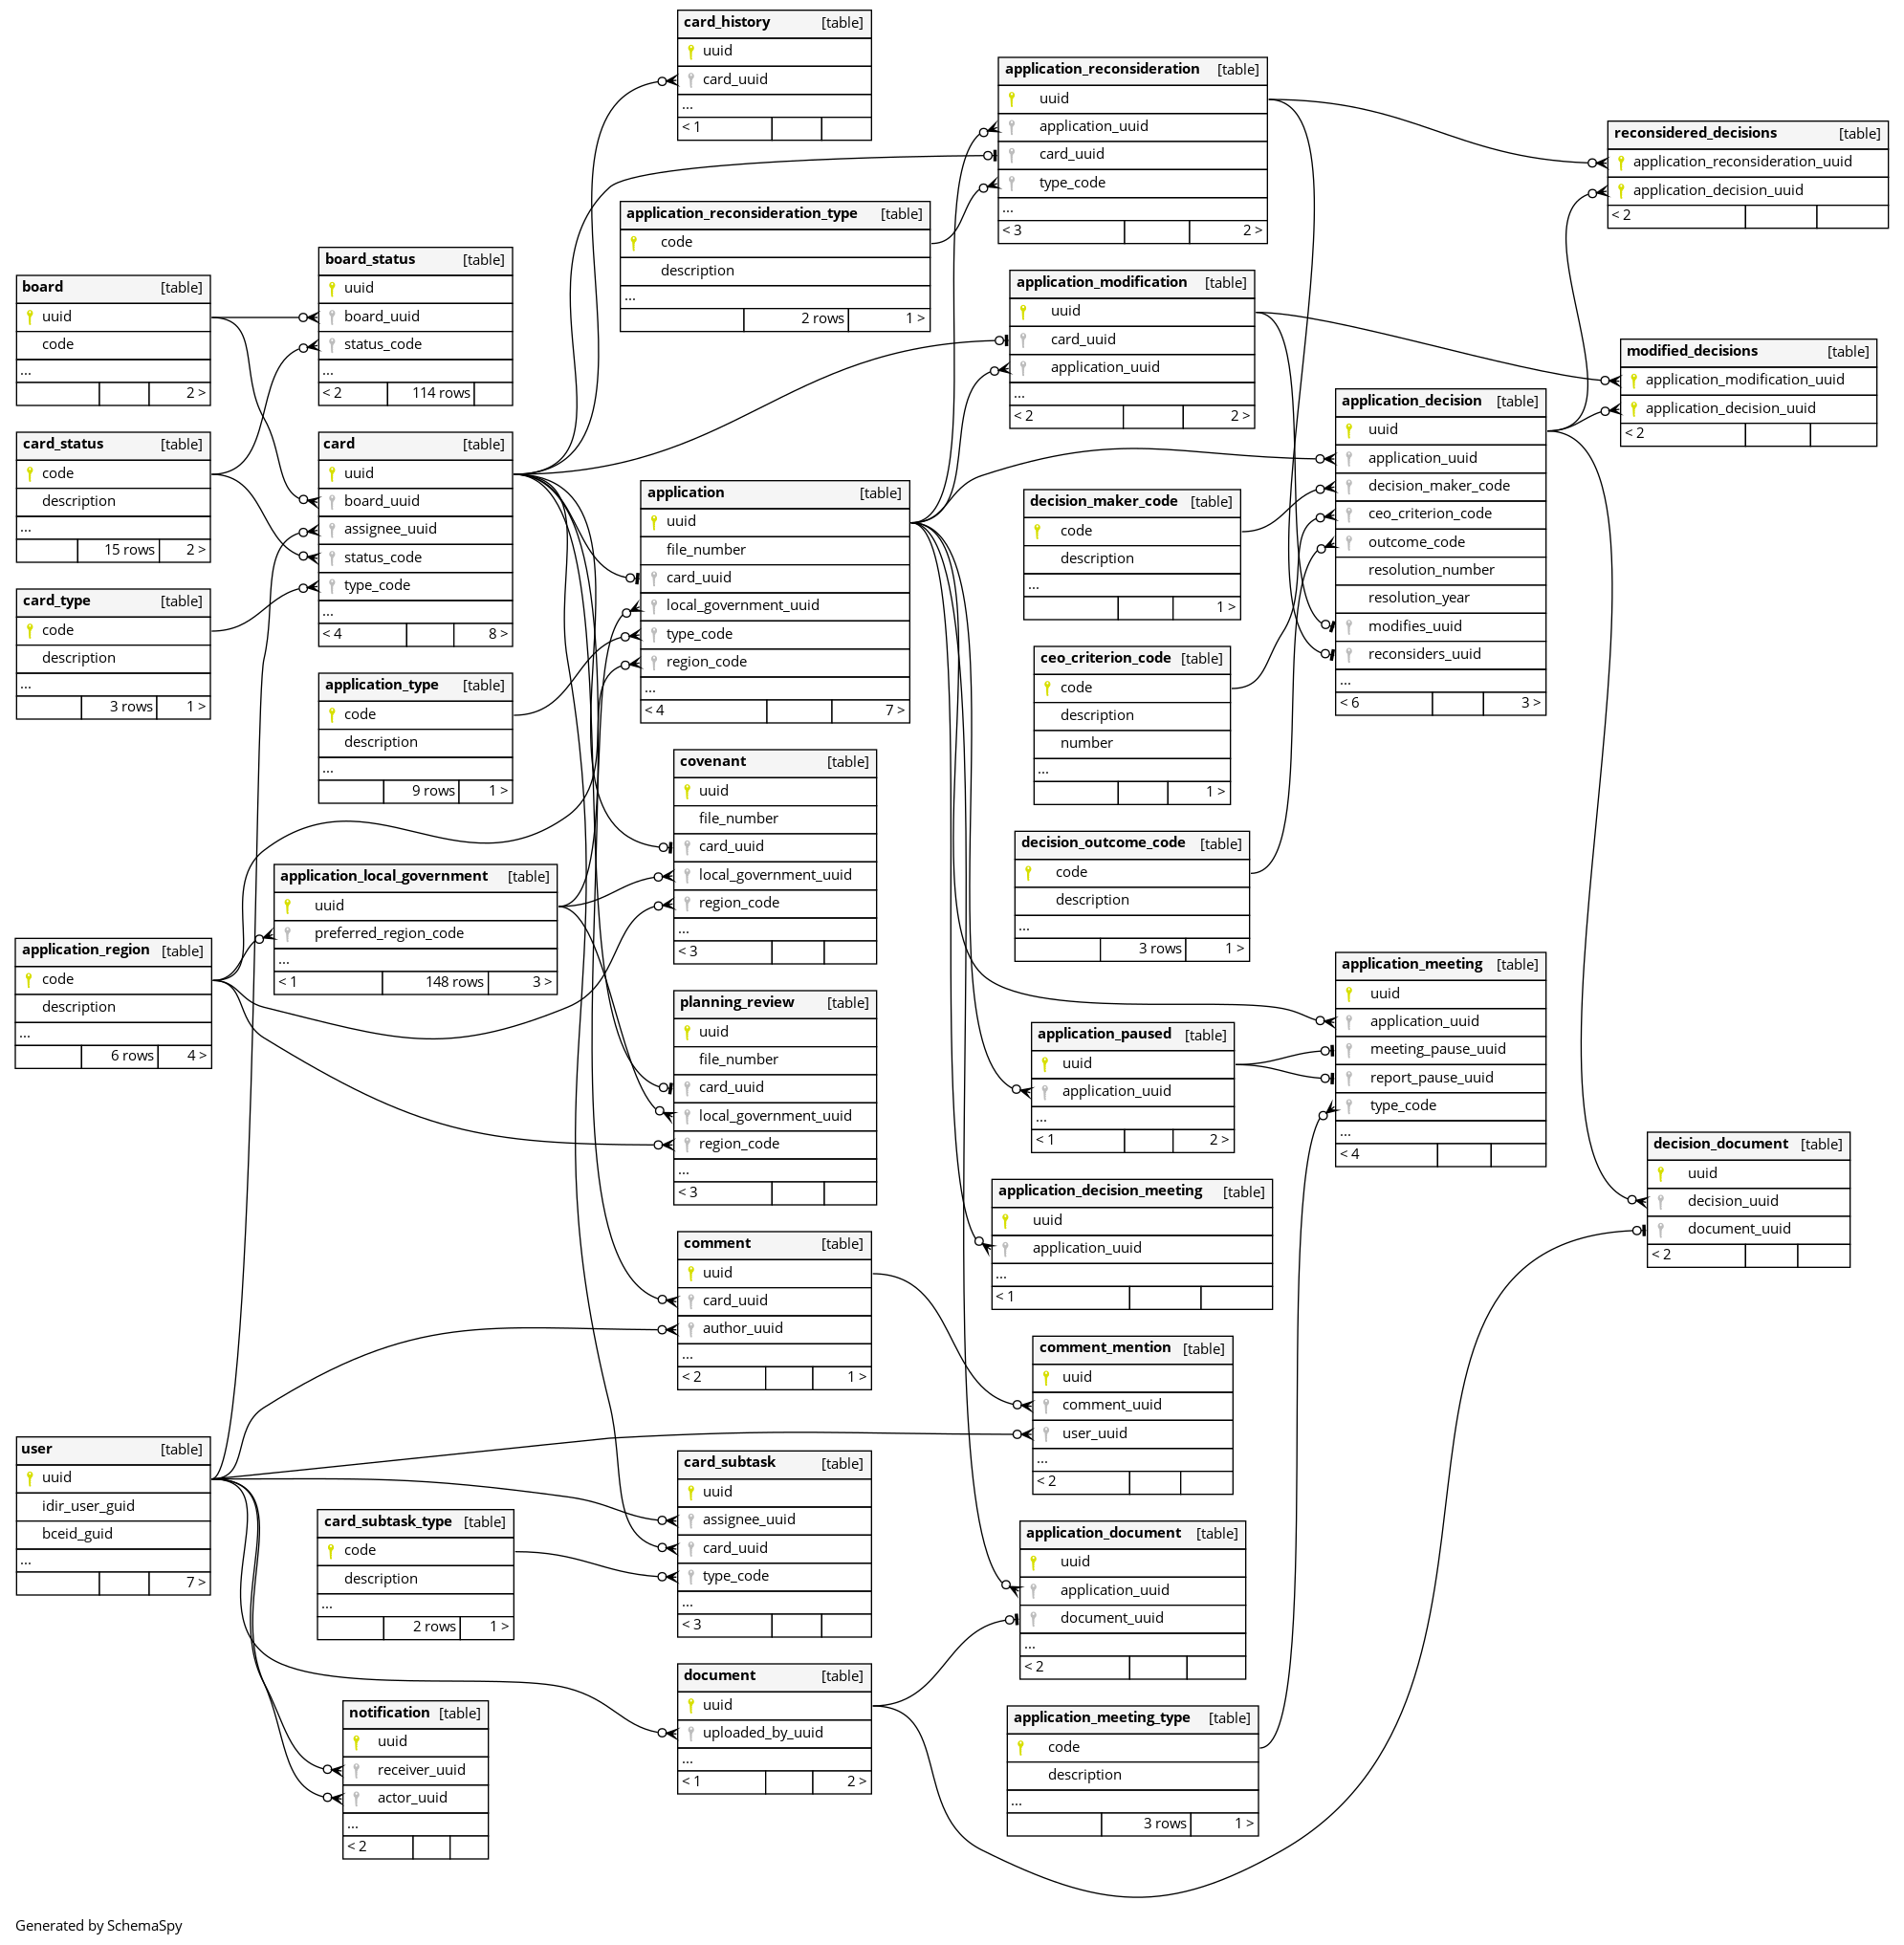 card_history [table]
uuid
card_uuid
...
< 1
application_reconsideration [table]
uuid
application_uuid
card_uuid
type_code
...
< 3 2 >
reconsidered_decisions [table]
application_reconsideration_uuid
application_decision_uuid
< 2
application_reconsideration_type [table]
code
description
...
2 rows 1 >
board_status [table]
uuid
board_uuid
status_code
...
< 2 114 rows
board [table]
uuid
code
...
2 >
application_modification [table]
uuid
card_uuid
application_uuid
...
< 2 2 >
modified_decisions [table]
application_modification_uuid
application_decision_uuid
< 2
application_decision [table]
uuid
application_uuid
decision_maker_code
ceo_criterion_code
outcome_code
resolution_number
resolution_year
modifies_uuid
reconsiders_uuid
...
< 6 3 >
card_status [table]
code
description
...
15 rows 2 >
card [table]
uuid
board_uuid
assignee_uuid
status_code
type_code
...
< 4 8 >
application [table]
uuid
file_number
card_uuid
local_government_uuid
type_code
region_code
...
< 4 7 >
decision_maker_code [table]
code
description
...
1 >
card_type [table]
code
description
...
3 rows 1 >
application_type [table]
code
description
...
9 rows 1 >
ceo_criterion_code [table]
code
description
number
...
1 >
covenant [table]
uuid
file_number
card_uuid
local_government_uuid
region_code
...
< 3
decision_outcome_code [table]
code
description
...
3 rows 1 >
application_local_government [table]
uuid
preferred_region_code
...
< 1 148 rows 3 >
application_region [table]
code
description
...
6 rows 4 >
application_meeting [table]
uuid
application_uuid
meeting_pause_uuid
report_pause_uuid
type_code
...
< 4
planning_review [table]
uuid
file_number
card_uuid
local_government_uuid
region_code
...
< 3
application_paused [table]
uuid
application_uuid
...
< 1 2 >
decision_document [table]
uuid
decision_uuid
document_uuid
< 2
application_decision_meeting [table]
uuid
application_uuid
...
< 1
comment [table]
uuid
card_uuid
author_uuid
...
< 2 1 >
comment_mention [table]
uuid
comment_uuid
user_uuid
...
< 2
user [table]
uuid
idir_user_guid
bceid_guid
...
7 >
card_subtask [table]
uuid
assignee_uuid
card_uuid
type_code
...
< 3
card_subtask_type [table]
code
description
...
2 rows 1 >
application_document [table]
uuid
application_uuid
document_uuid
...
< 2
document [table]
uuid
uploaded_by_uuid
...
< 1 2 >
notification [table]
uuid
receiver_uuid
actor_uuid
...
< 2
application_meeting_type [table]
code
description
...
3 rows 1 >
Generated by SchemaSpy